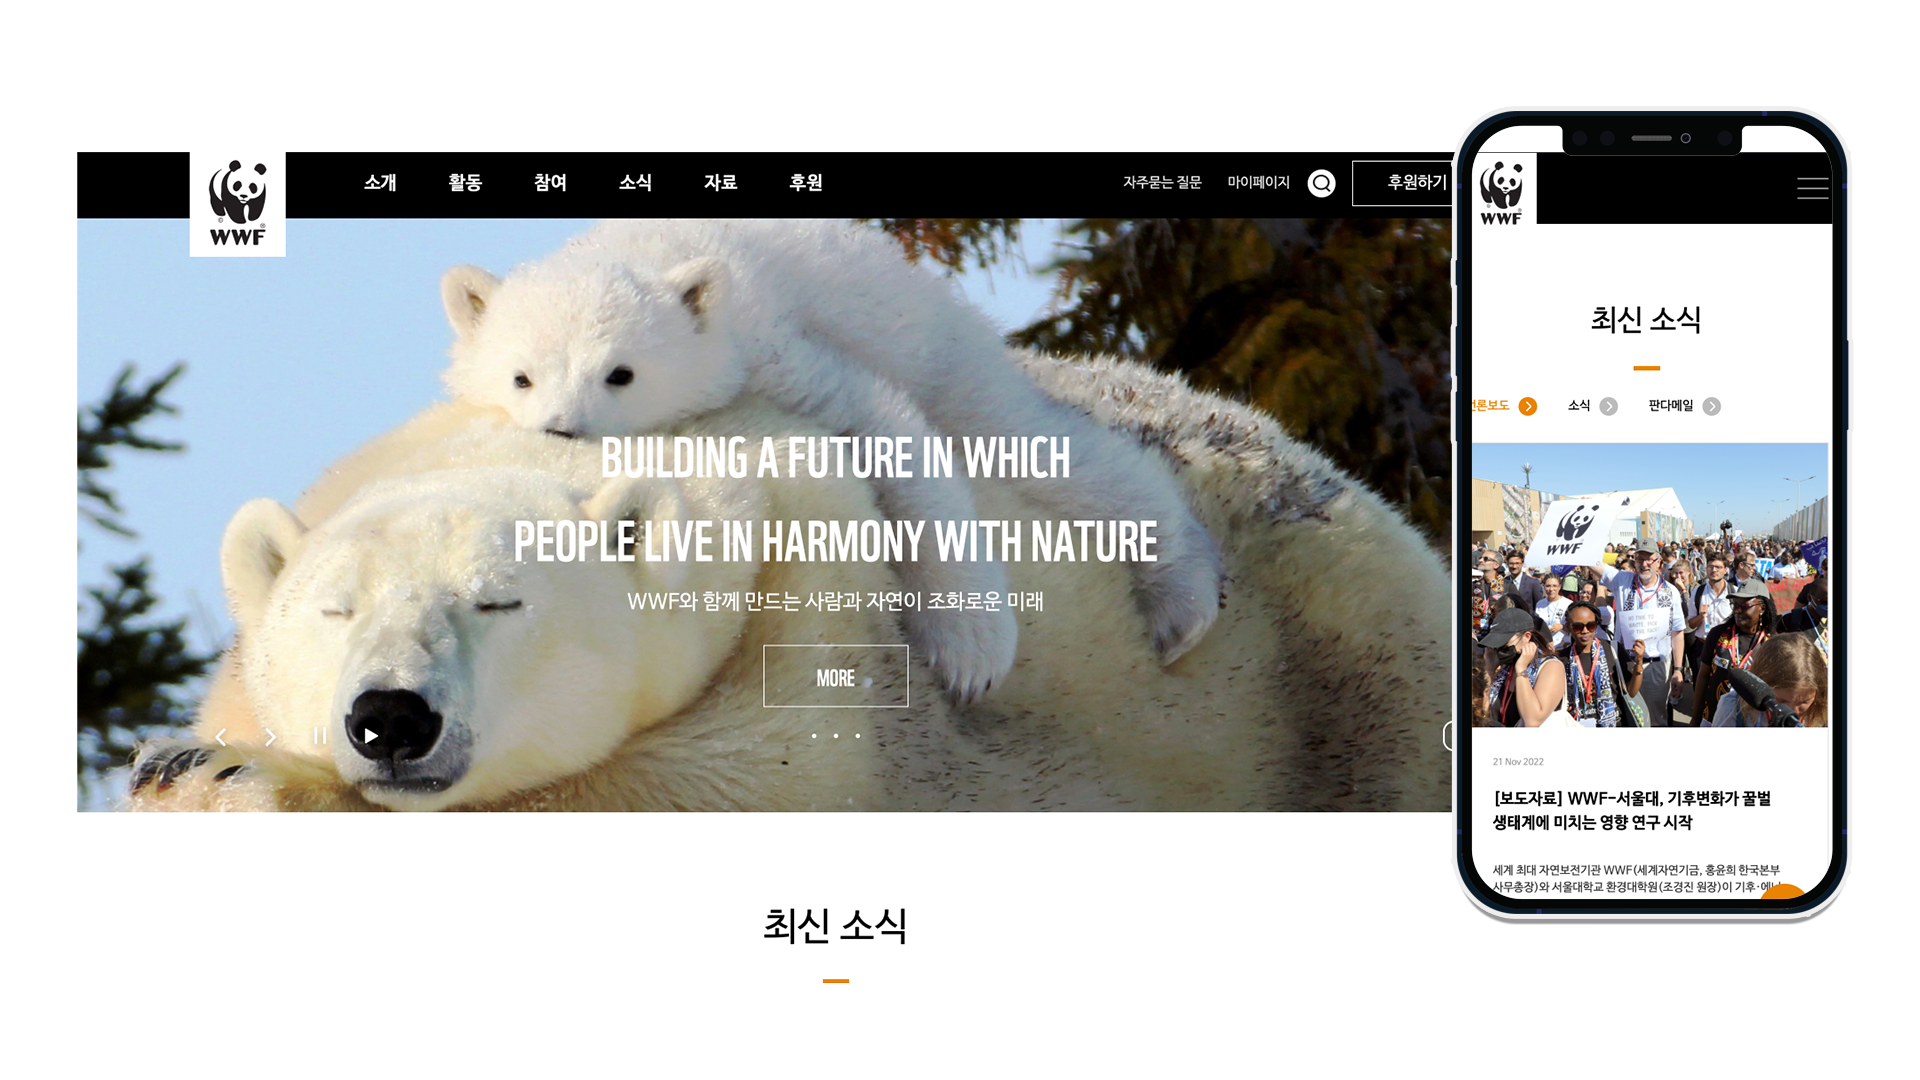 WWF
소개 활동 참여 소식 자료 후원
자주묻는 질문 마이페이지 후원하기
BUILDING A FUTURE IN WHICH
PEOPLE LIVE IN HARMONY WITH NATURE
WWF와 함께 만드는 사람과 자연이 조화로운 미래
MORE
최신 소식
WWF
최신 소식
언론보도 소식 판다메일
WWF
21 Nov 2022
[보도자료] WWF-서울대, 기후변화가 꿀벌
생태계에 미치는 영향 연구 시작
세계 최대 자연보전기관 WWF(세계자연기금, 홍윤희 한국본부
사무총장)와 서울대학교 환경대학원(조경진 원장)이 기후·에너